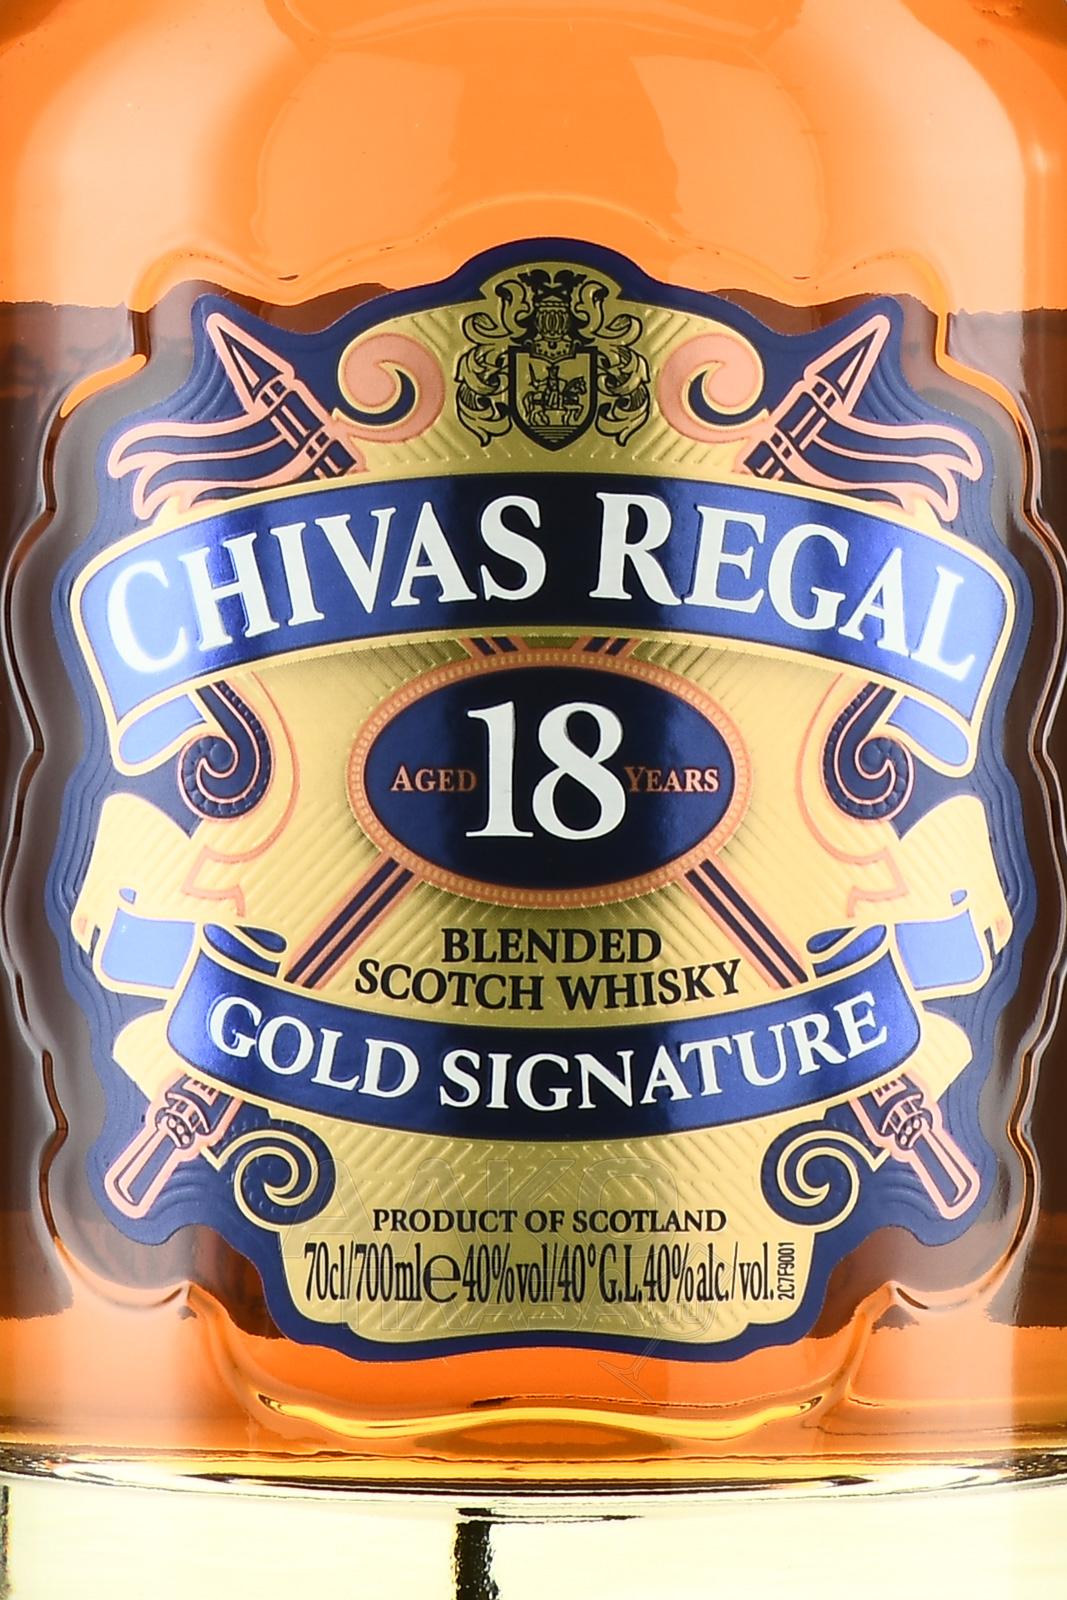 CHIVAS REGAL
AGED 18 YEARS
BLENDED
SCOTCH WHISKY
GOLD SIGNATURE
PRODUCT OF SCOTLAND
70cl/700ml℮40%vol/40°G.L.40%alc./vol.
2C7F9001